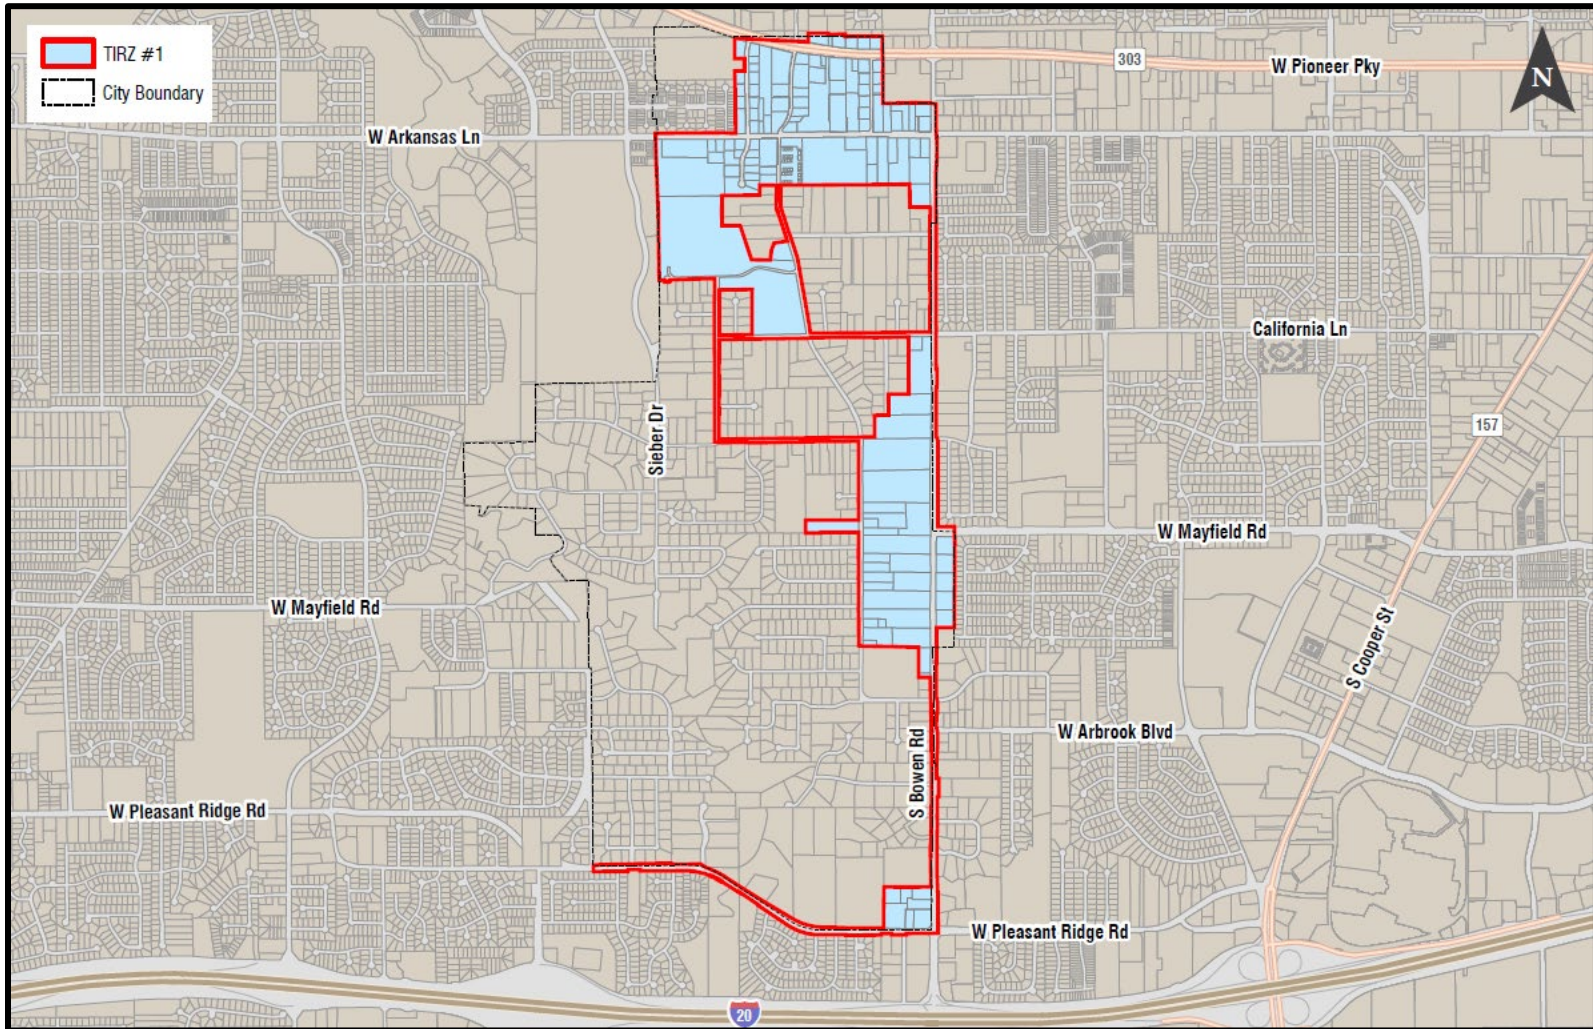 TIRZ #1
City Boundary
303
W Pioneer Pky
N
W Arkansas Ln
California Ln
Sieber Dr
157
W Mayfield Rd
W Mayfield Rd
S Cooper St
W Arbrook Blvd
S Bowen Rd
W Pleasant Ridge Rd
W Pleasant Ridge Rd
20